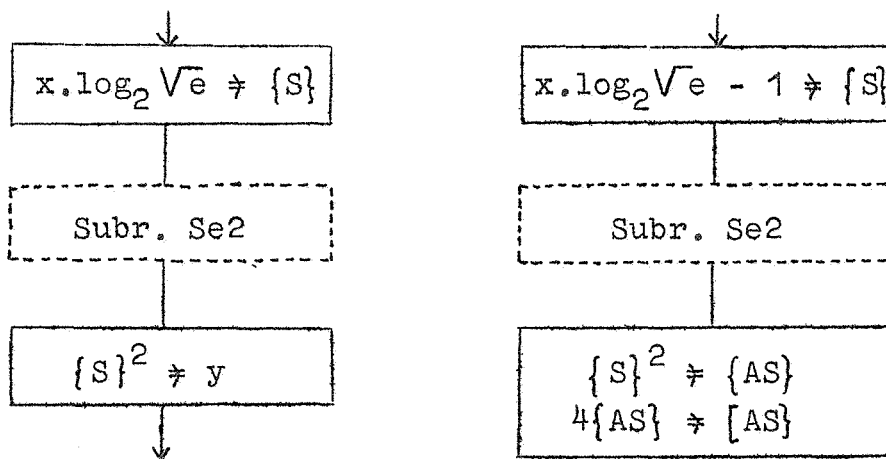 x.log₂ √e ⇒ {S}
Subr. Se2
{S}² ⇒ y
x.log₂ √e - 1 ⇒ {S}
Subr. Se2
{S}² ⇒ {AS}
4{AS} ⇒ [AS}